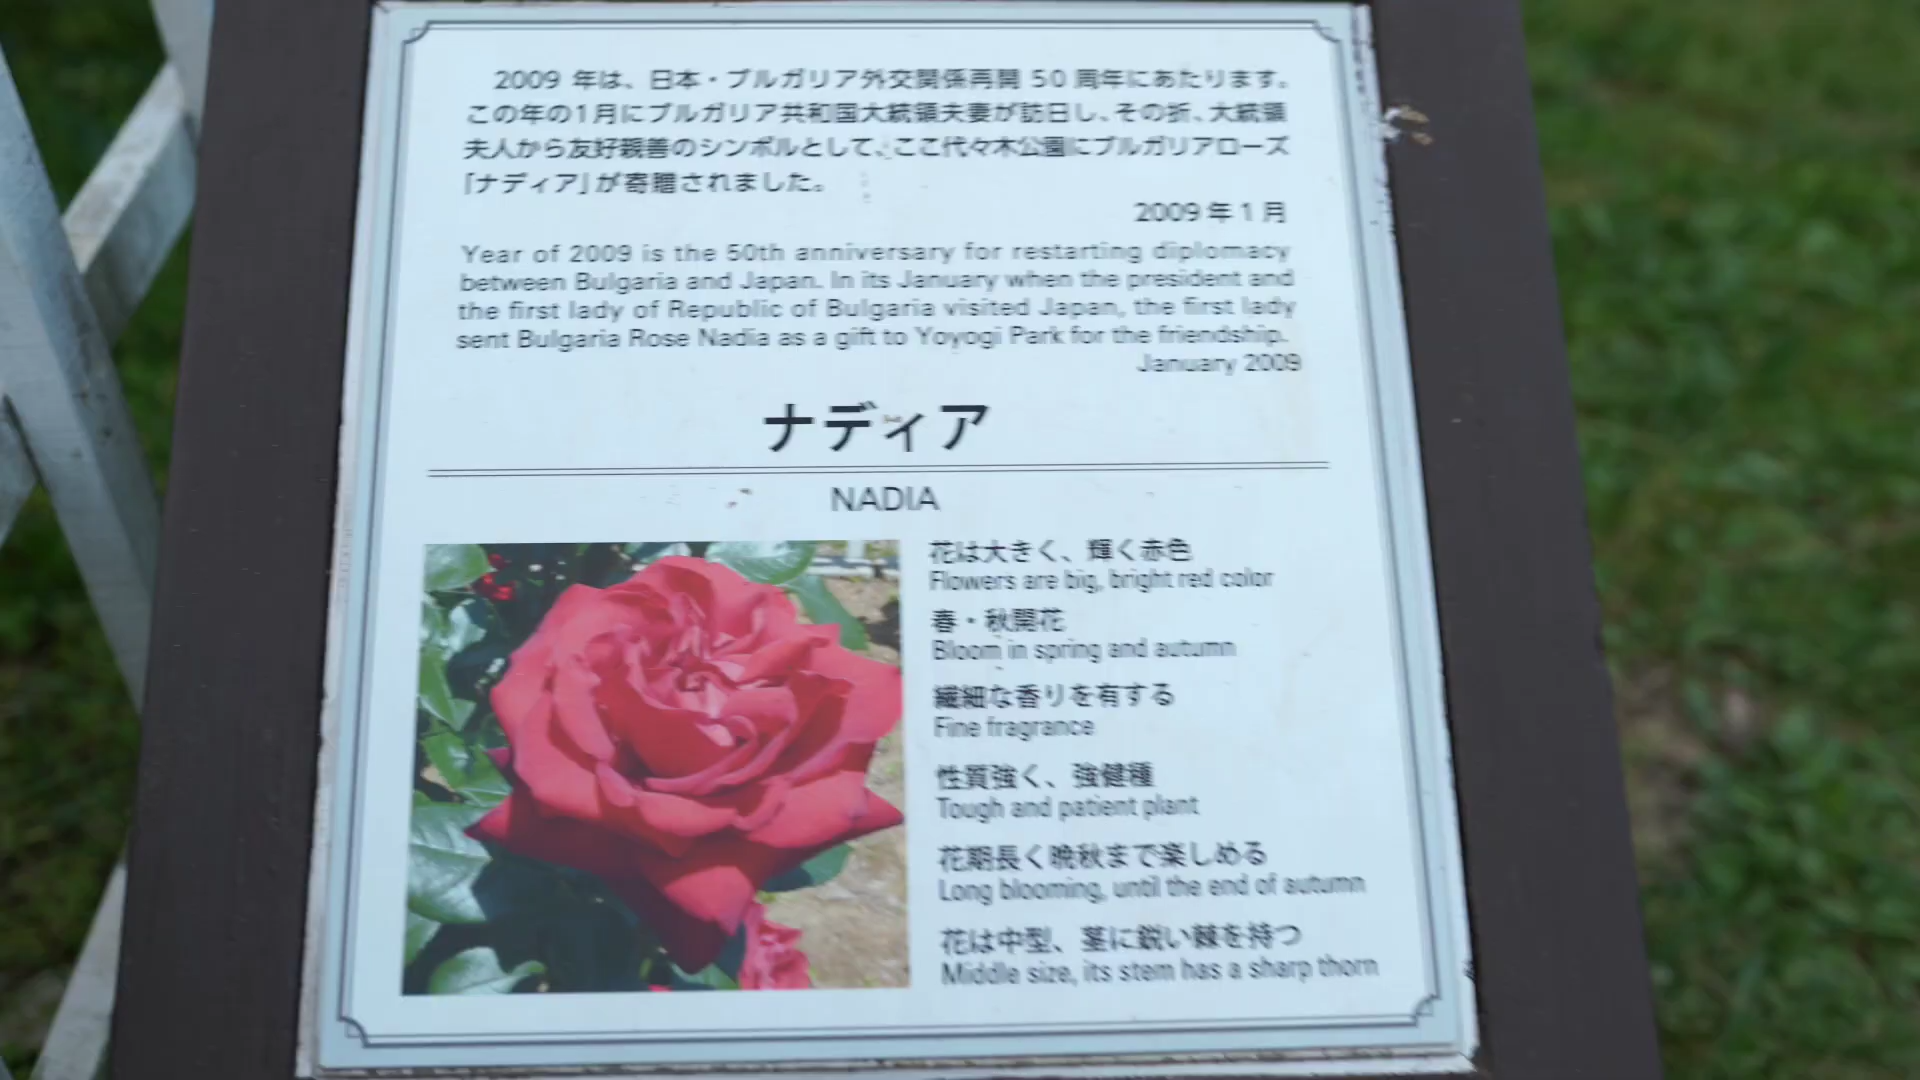 2009 年は、日本・ブルガリア外交関係再開 50 周年にあたります。
この年の1月にブルガリア共和国大統領夫妻が訪日し、その折、大統領
夫人から友好親善のシンボルとして、ここ代々木公園にブルガリアローズ
「ナディア」が寄贈されました。
2009年1月
Year of 2009 is the 50th anniversary for restarting diplomacy
between Bulgaria and Japan. In its January when the president and
the first lady of Republic of Bulgaria visited Japan, the first lady
sent Bulgaria Rose Nadia as a gift to Yoyogi Park for the friendship.
January 2009
ナディア
NADIA
花は大きく、輝く赤色
Flowers are big, bright red color
春・秋開花
Bloom in spring and autumn
繊細な香りを有する
Fine fragrance
性質強く、強健種
Tough and patient plant
花期長く晩秋まで楽しめる
Long blooming, until the end of autumn
花は中型、茎に鋭い棘を持つ
Middle size, its stem has a sharp thorn